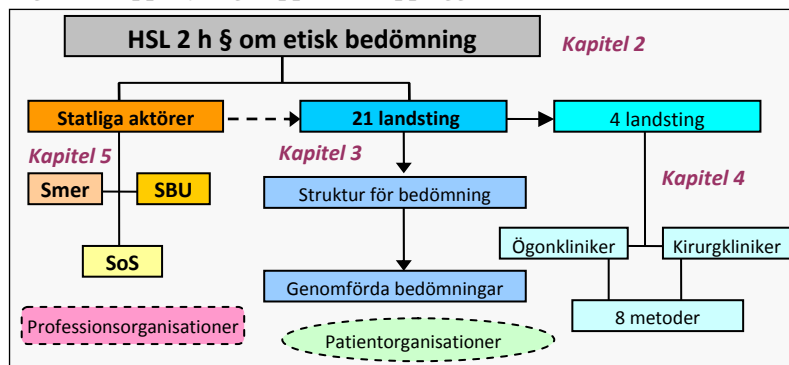 HSL 2 h § om etisk bedömning
Kapitel 2
Statliga aktörer
21 landsting
4 landsting
Kapitel 5
Kapitel 3
Kapitel 4
Smer
SBU
Struktur för bedömning
SoS
Ögonkliniker
Kirurgkliniker
Genomförda bedömningar
8 metoder
Professionsorganisationer
Patientorganisationer